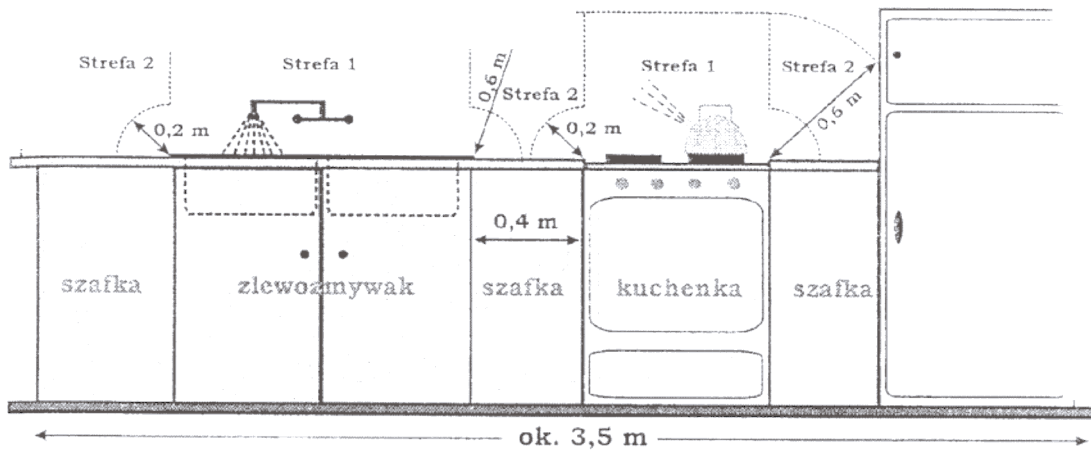 Strefa 2
Strefa 1
0,6 m
Strefa 2
Strefa 1
Strefa 2
0,2 m
0,2 m
0,6 m
0,4 m
szafka
zlewozmywak
szafka
kuchenka
szafka
ok. 3,5 m